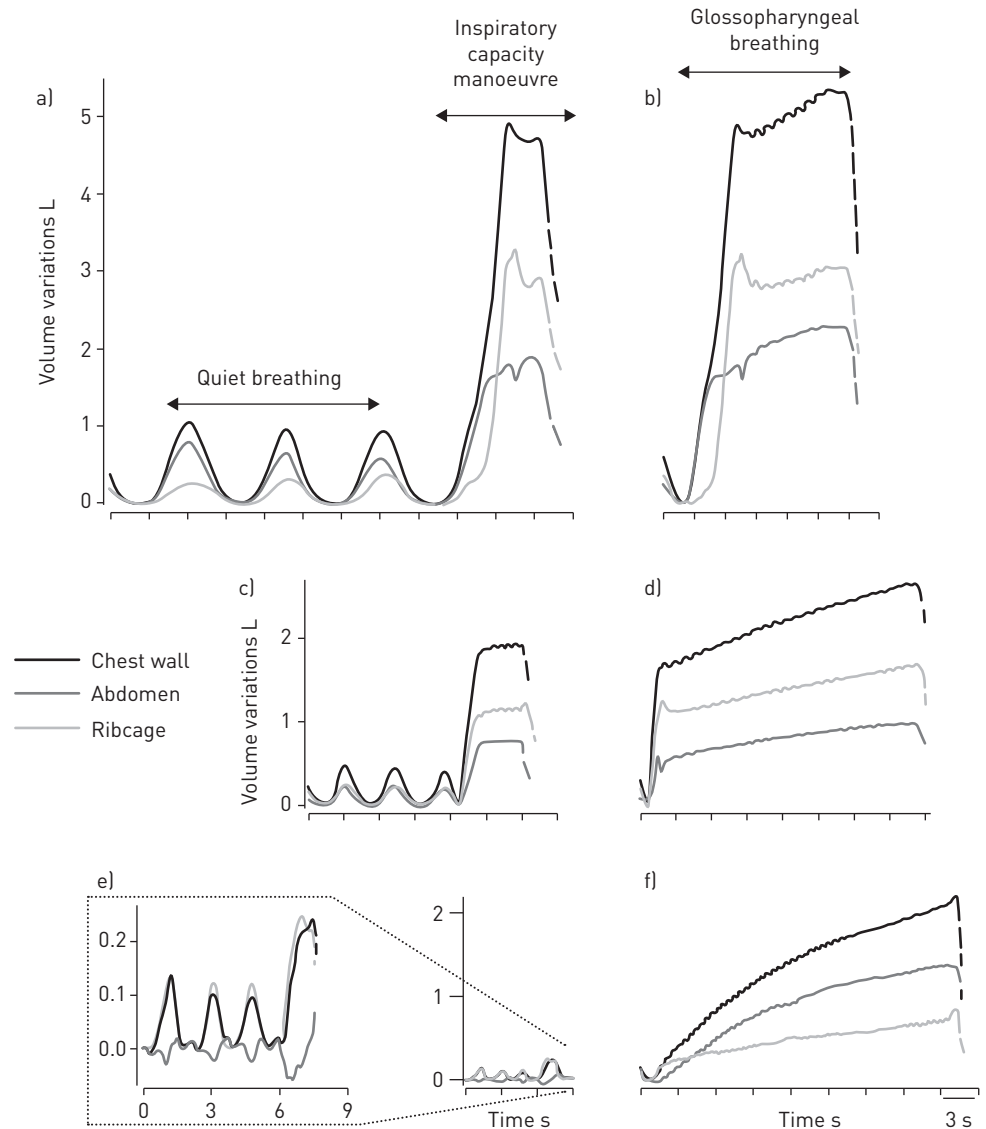 Inspiratory
capacity
manoeuvre
Glossopharyngeal
breathing
a)
b)
5
4
3
2
1
0
Volume variations L
Quiet breathing
c)
d)
2
1
0
Volume variations L
Chest wall
Abdomen
Ribcage
e)
f)
0.2
0.1
0.0
0
3
6
9
2
1
0
Time s
Time s
3 s